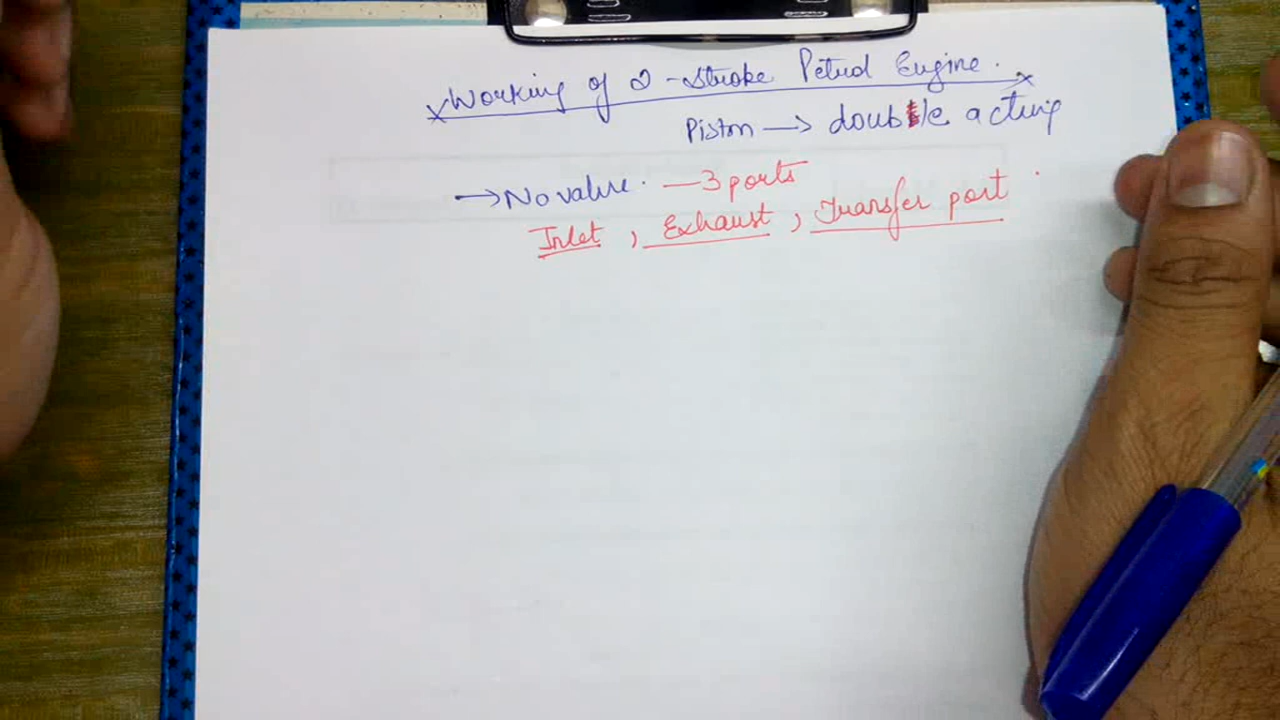 Working of 2-Stroke Petrol Engine.
Piston → double acting
→ No valve. — 3 ports
Inlet, Exhaust, Transfer port